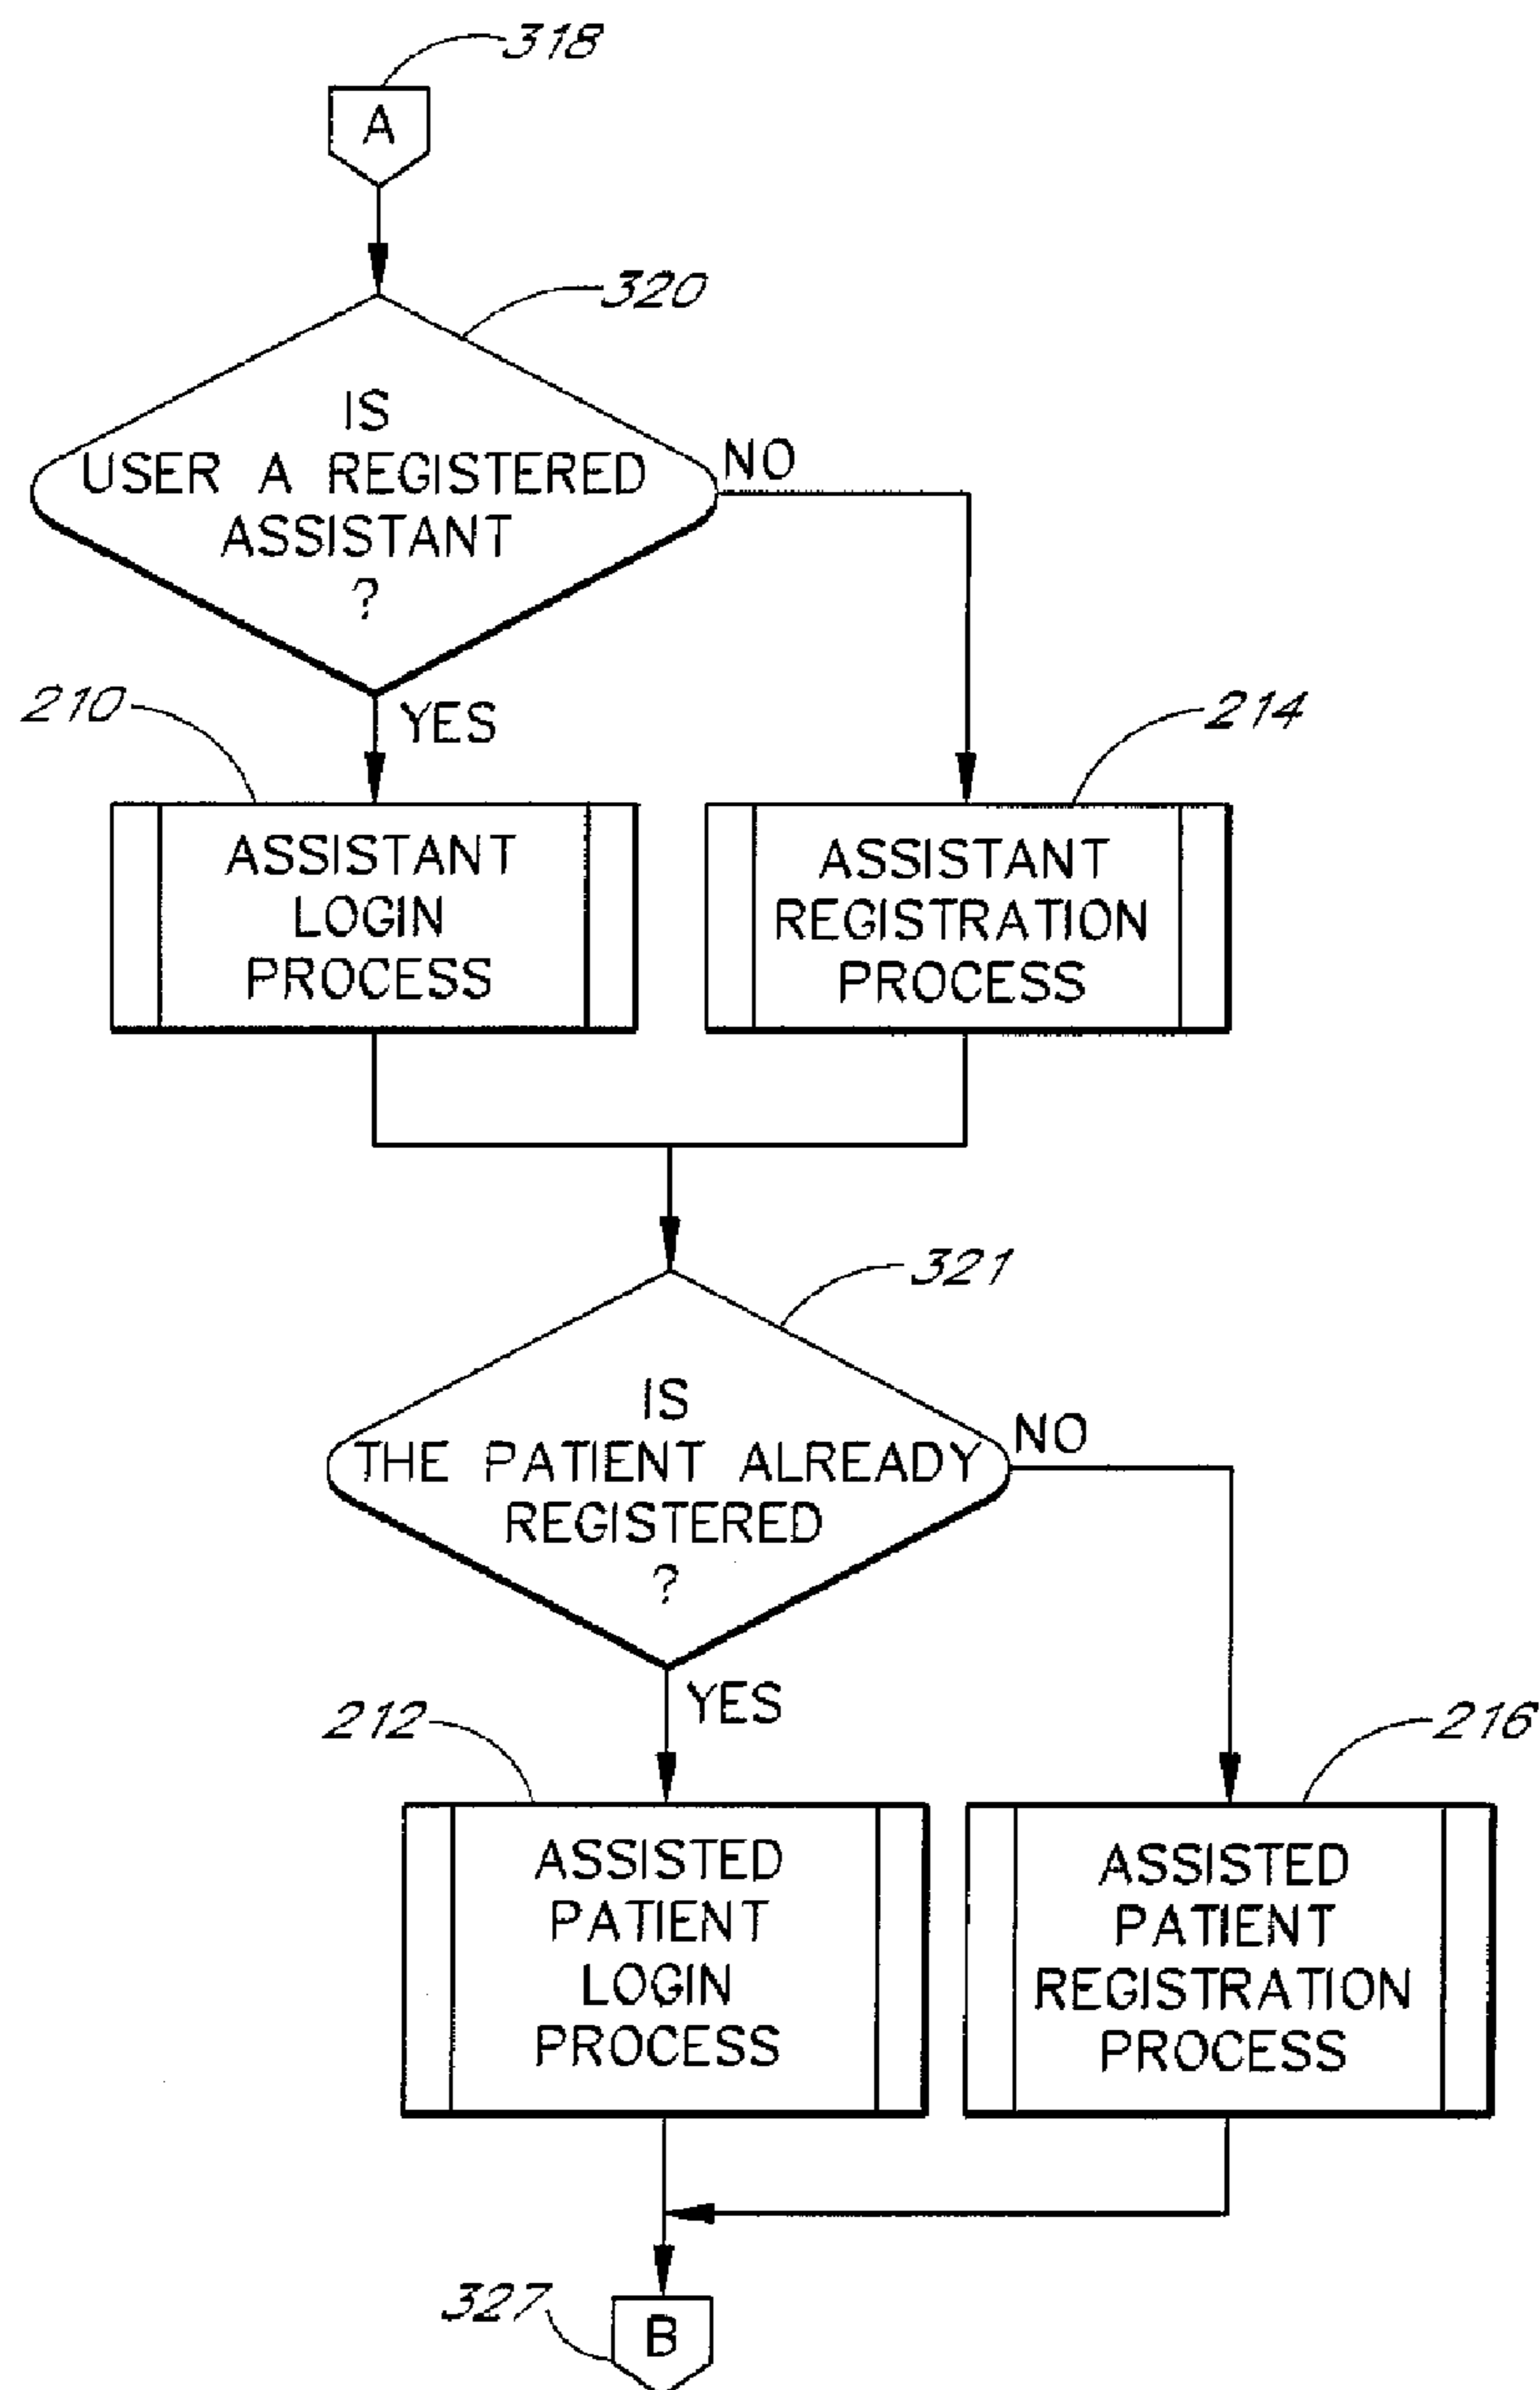 318
A
320
IS
USER A REGISTERED
ASSISTANT
?
NO
YES
210
214
ASSISTANT
LOGIN
PROCESS
ASSISTANT
REGISTRATION
PROCESS
321
IS
THE PATIENT ALREADY
REGISTERED
?
NO
YES
212
216
ASSISTED
PATIENT
LOGIN
PROCESS
ASSISTED
PATIENT
REGISTRATION
PROCESS
327
B